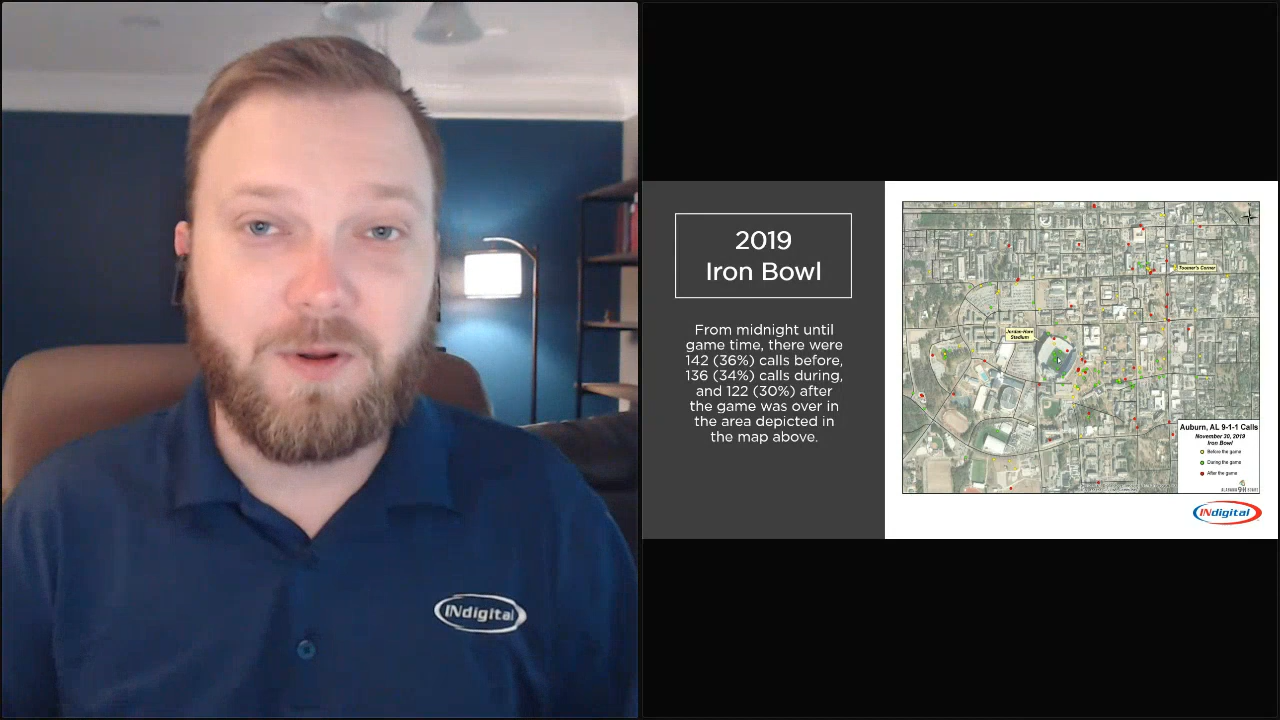 INdigital
2019
Iron Bowl
From midnight until
game time, there were
142 (36%) calls before,
136 (34%) calls during,
and 122 (30%) after
the game was over in
the area depicted in
the map above.
Toomer's Corner
Jordan-Hare
Stadium
Auburn, AL 9-1-1 Calls
November 30, 2019
Iron Bowl
Before the game
During the game
After the game
INdigital